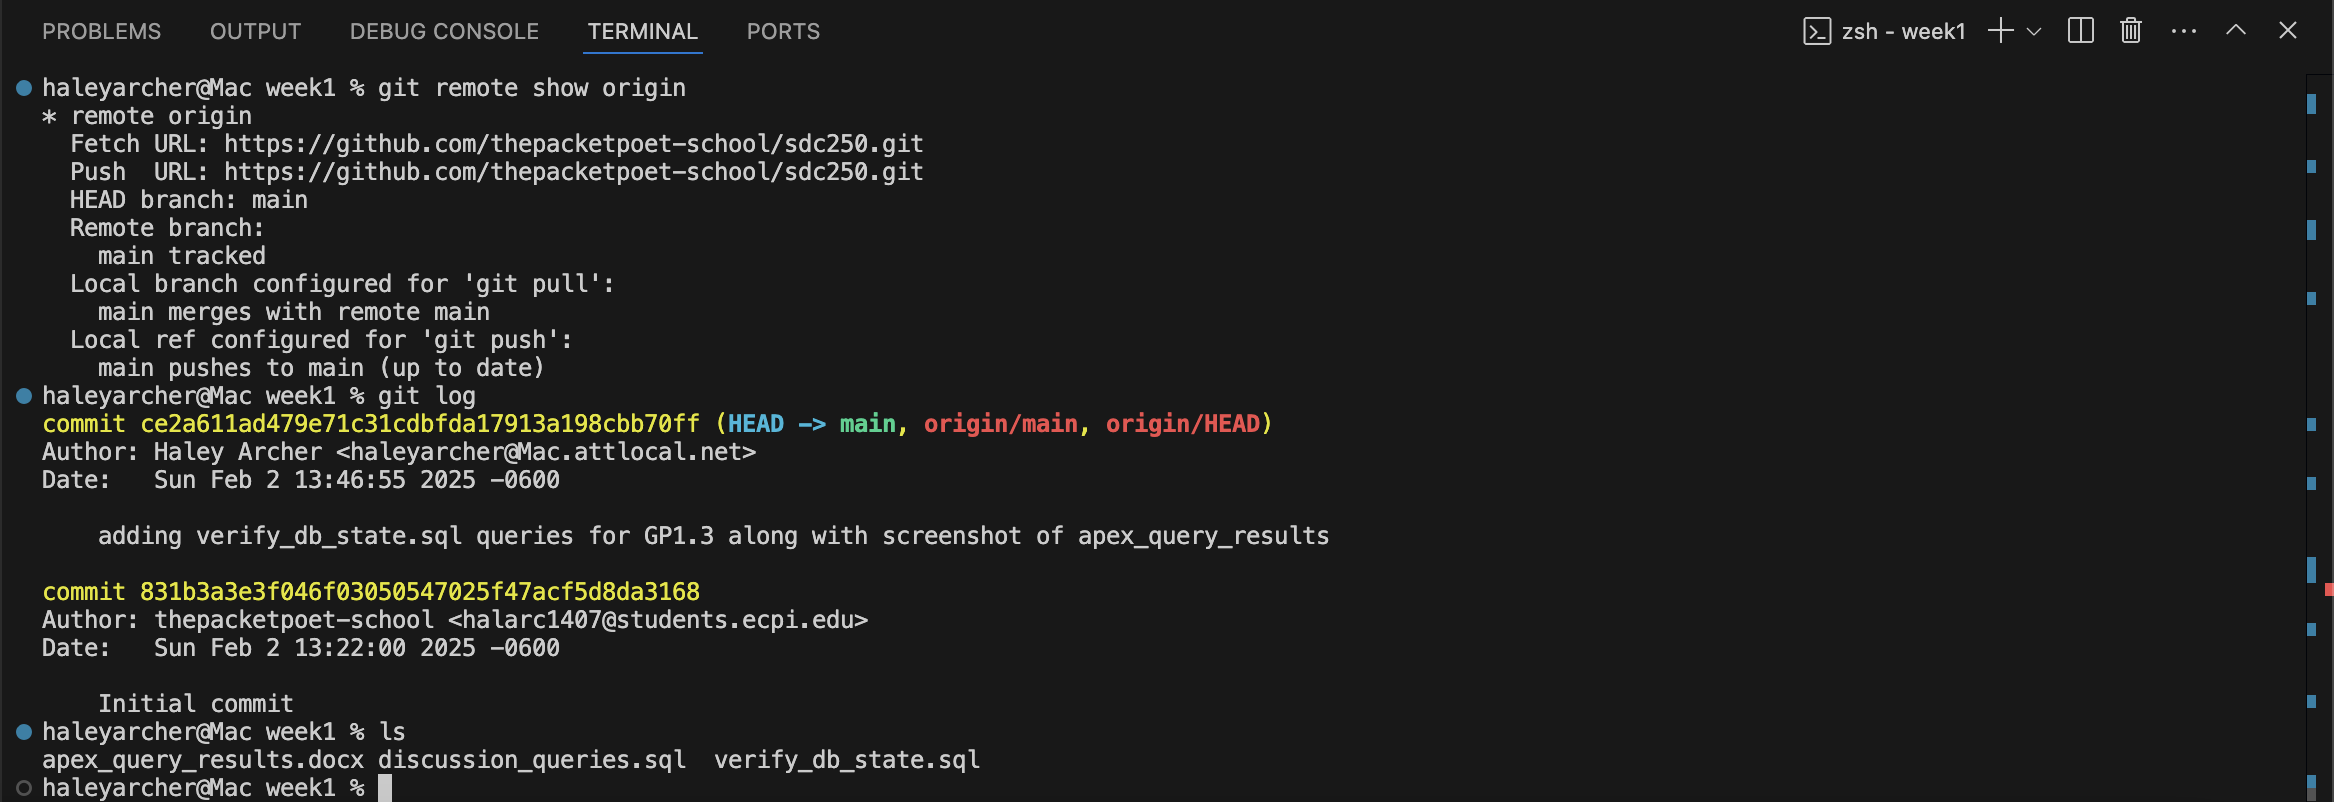 PROBLEMS OUTPUT DEBUG CONSOLE TERMINAL PORTS zsh - week1
haleyarcher@Mac week1 % git remote show origin
* remote origin
  Fetch URL: https://github.com/thepacketpoet-school/sdc250.git
  Push  URL: https://github.com/thepacketpoet-school/sdc250.git
  HEAD branch: main
  Remote branch:
    main tracked
  Local branch configured for 'git pull':
    main merges with remote main
  Local ref configured for 'git push':
    main pushes to main (up to date)
haleyarcher@Mac week1 % git log
commit ce2a611ad479e71c31cdbfda17913a198cbb70ff (HEAD -> main, origin/main, origin/HEAD)
Author: Haley Archer <haleyarcher@Mac.attlocal.net>
Date:   Sun Feb 2 13:46:55 2025 -0600
    adding verify_db_state.sql queries for GP1.3 along with screenshot of apex_query_results
commit 831b3a3e3f046f03050547025f47acf5d8da3168
Author: thepacketpoet-school <halarc1407@students.ecpi.edu>
Date:   Sun Feb 2 13:22:00 2025 -0600
    Initial commit
haleyarcher@Mac week1 % ls
apex_query_results.docx discussion_queries.sql  verify_db_state.sql
haleyarcher@Mac week1 %